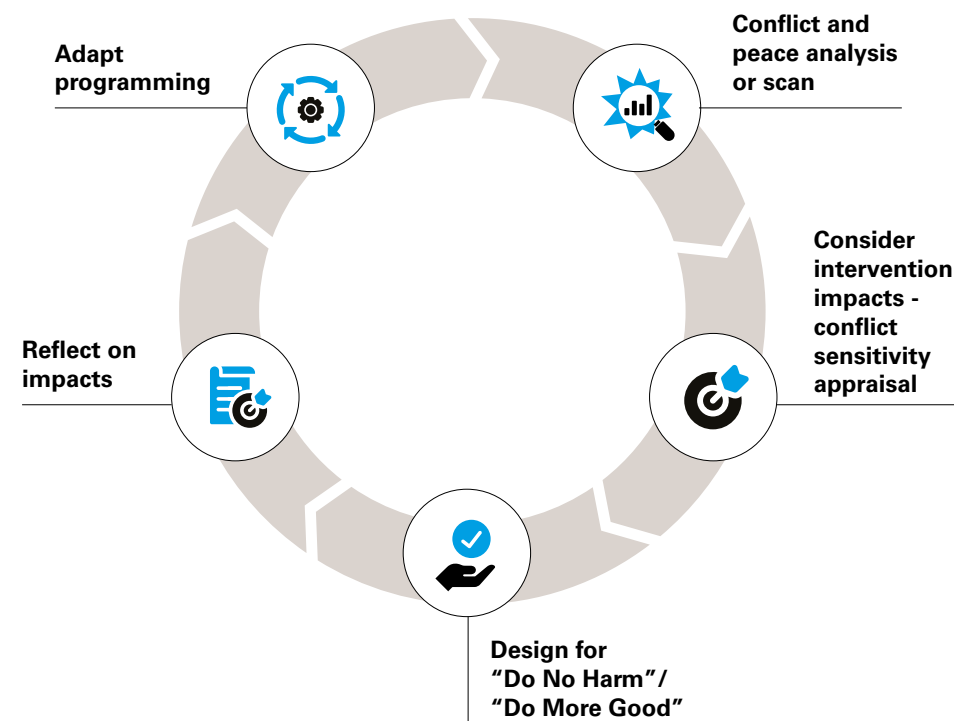 Conflict and
peace analysis
or scan
Consider
intervention
impacts -
conflict
sensitivity
appraisal
Design for
“Do No Harm”/
“Do More Good”
Reflect on
impacts
Adapt
programming